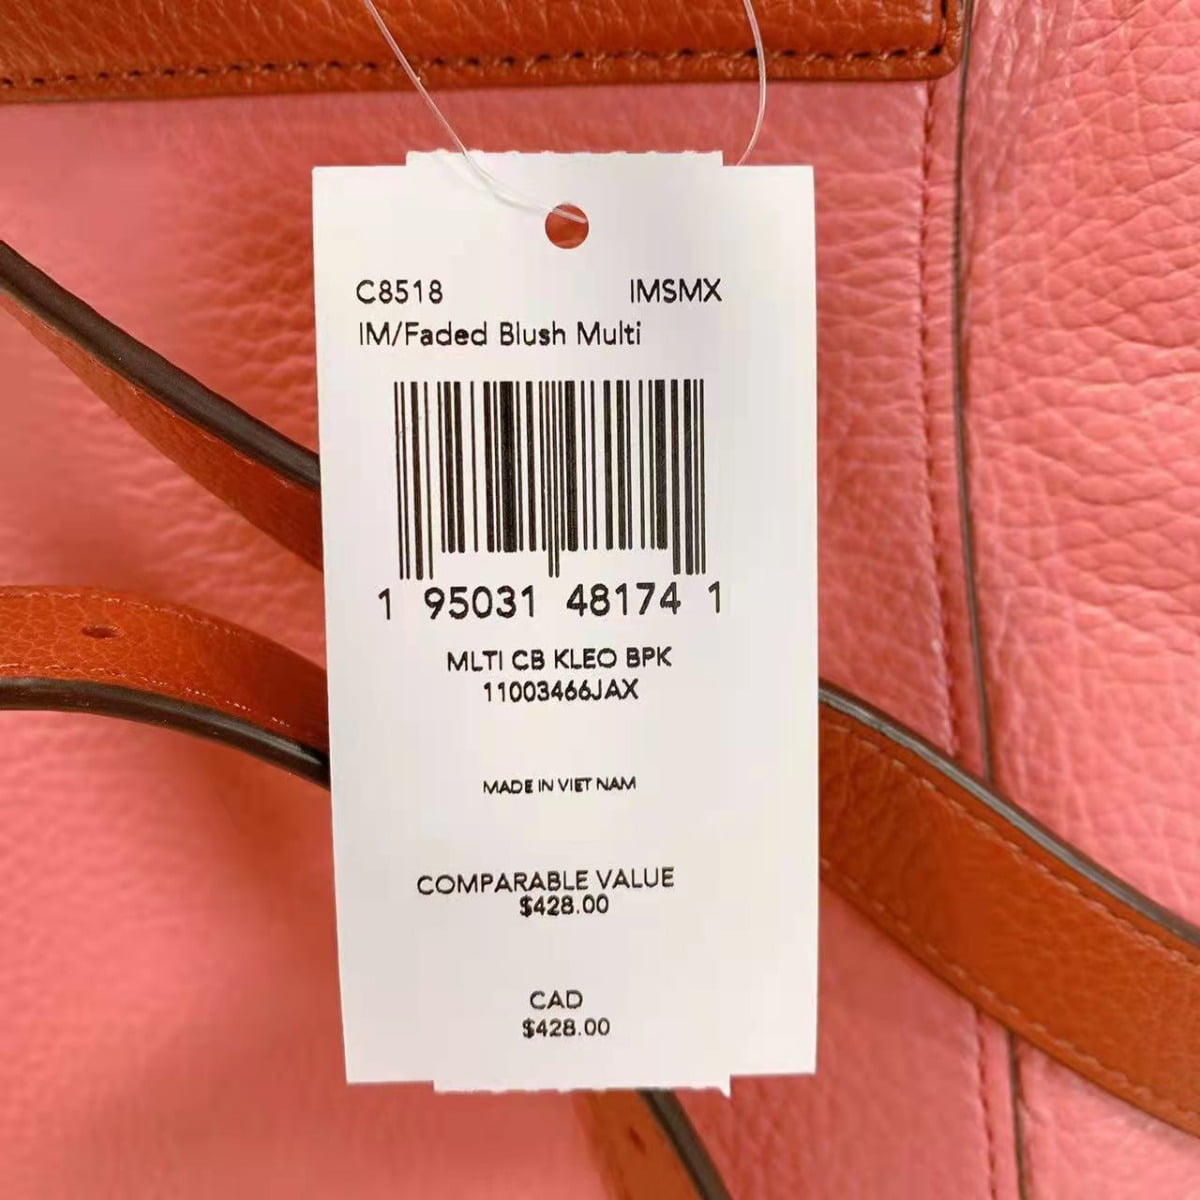 C8518 IMSMX
IM/Faded Blush Multi
1 95031 48174 1
MLTI CB KLEO BPK
11003466JAX
MADE IN VIET NAM
COMPARABLE VALUE
$428.00
CAD
$428.00